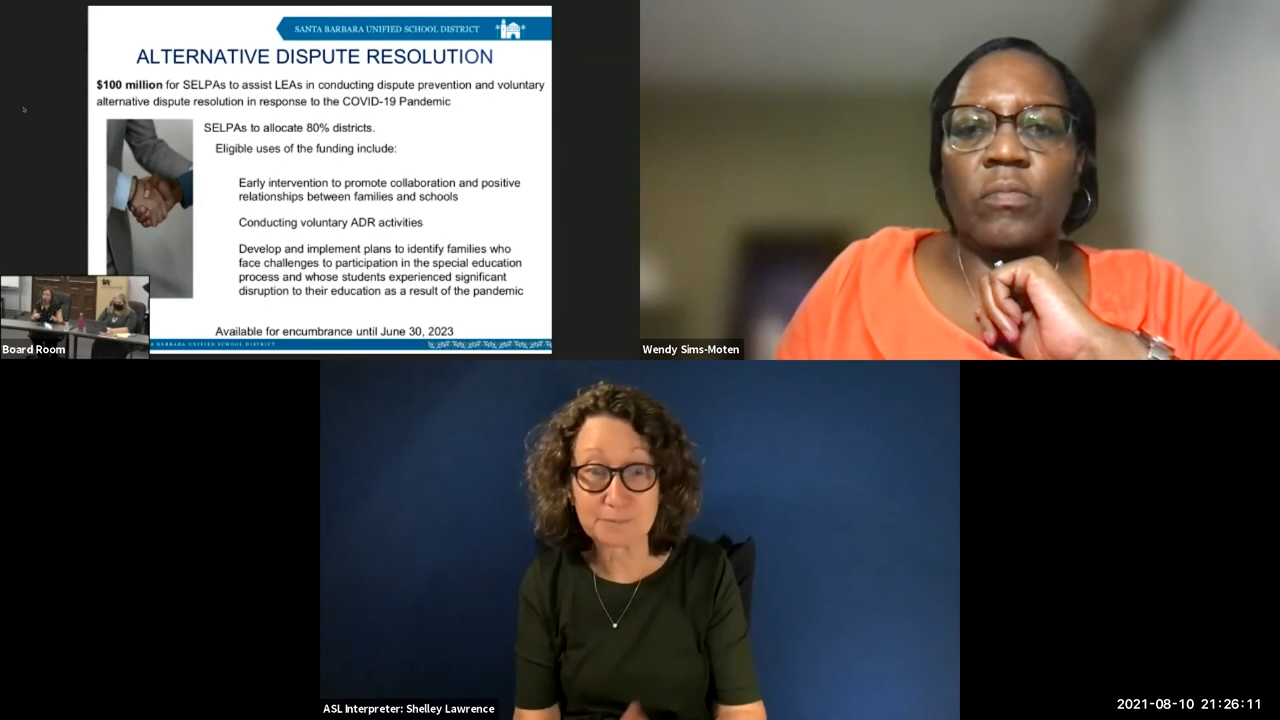 SANTA BARBARA UNIFIED SCHOOL DISTRICT
ALTERNATIVE DISPUTE RESOLUTION
$100 million for SELPAs to assist LEAs in conducting dispute prevention and voluntary
alternative dispute resolution in response to the COVID-19 Pandemic
SELPAs to allocate 80% districts.
Eligible uses of the funding include:
Early intervention to promote collaboration and positive
relationships between families and schools
Conducting voluntary ADR activities
Develop and implement plans to identify families who
face challenges to participation in the special education
process and whose students experienced significant
disruption to their education as a result of the pandemic
Available for encumbrance until June 30, 2023
BARBARA UNIFIED SCHOOL DISTRICT
Board Room
Wendy Sims-Moten
ASL Interpreter: Shelley Lawrence
2021-08-10 21:26:11